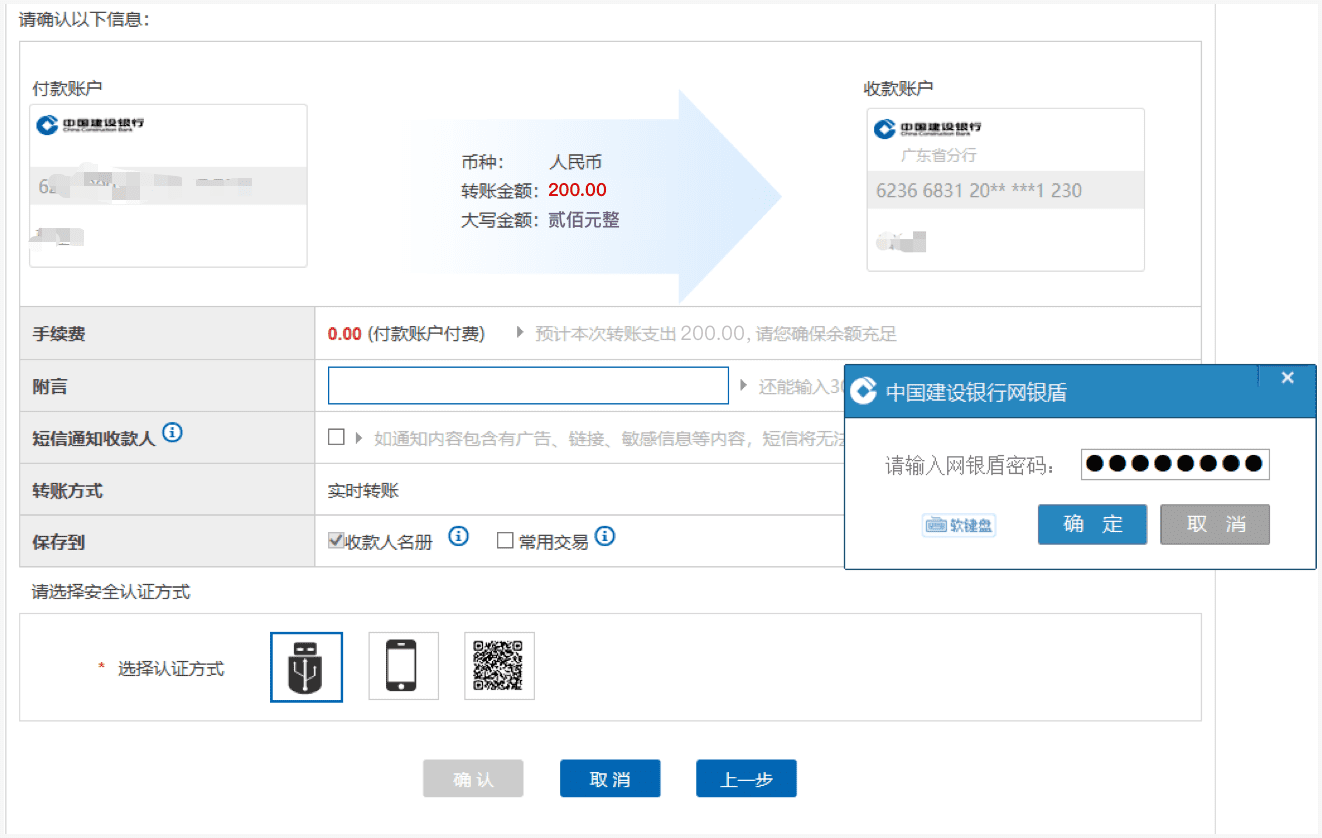 请确认以下信息：
付款账户
中国建设银行
China Construction Bank
收款账户
中国建设银行
China Construction Bank
广东省分行
6236 6831 20** ***1 230
币种： 人民币
转账金额：200.00
大写金额：贰佰元整
手续费 0.00 (付款账户付费) 预计本次转账支出 200.00, 请您确保余额充足
附言 还能输入30
短信通知收款人 如通知内容包含有广告、链接、敏感信息等内容，短信将无法
转账方式 实时转账
保存到 收款人名册 常用交易
中国建设银行网银盾
请输入网银盾密码：
软键盘 确 定 取 消
请选择安全认证方式
* 选择认证方式
确 认 取 消 上一步